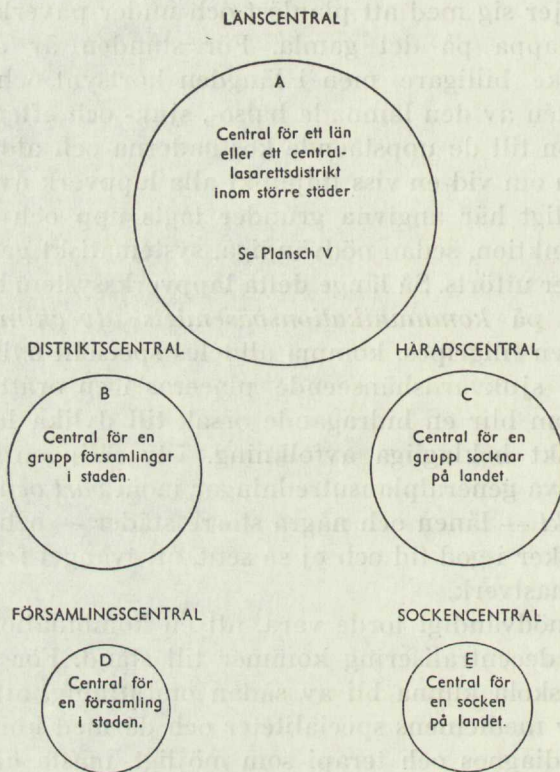 LÄNSCENTRAL
A
Central för ett län
eller ett central-
lasarettsdistrikt
inom större städer
Se Plansch V
DISTRIKTSCENTRAL
HÄRADSCENTRAL
B
Central för en
grupp församlingar
i staden
C
Central för en
grupp socknar
på landet.
FÖRSAMLINGSCENTRAL
SOCKENCENTRAL
D
Central för
en församling
i staden.
E
Central för
en socken
på landet.